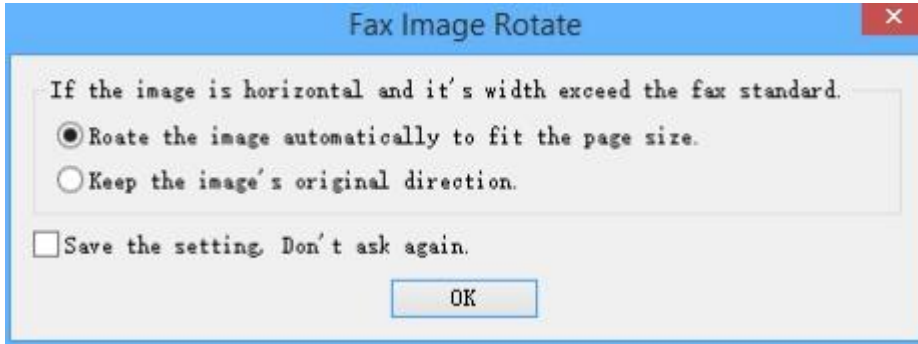 Fax Image Rotate
If the image is horizontal and it's width exceed the fax standard.
Roate the image automatically to fit the page size.
Keep the image's original direction.
Save the setting, Don't ask again.
OK